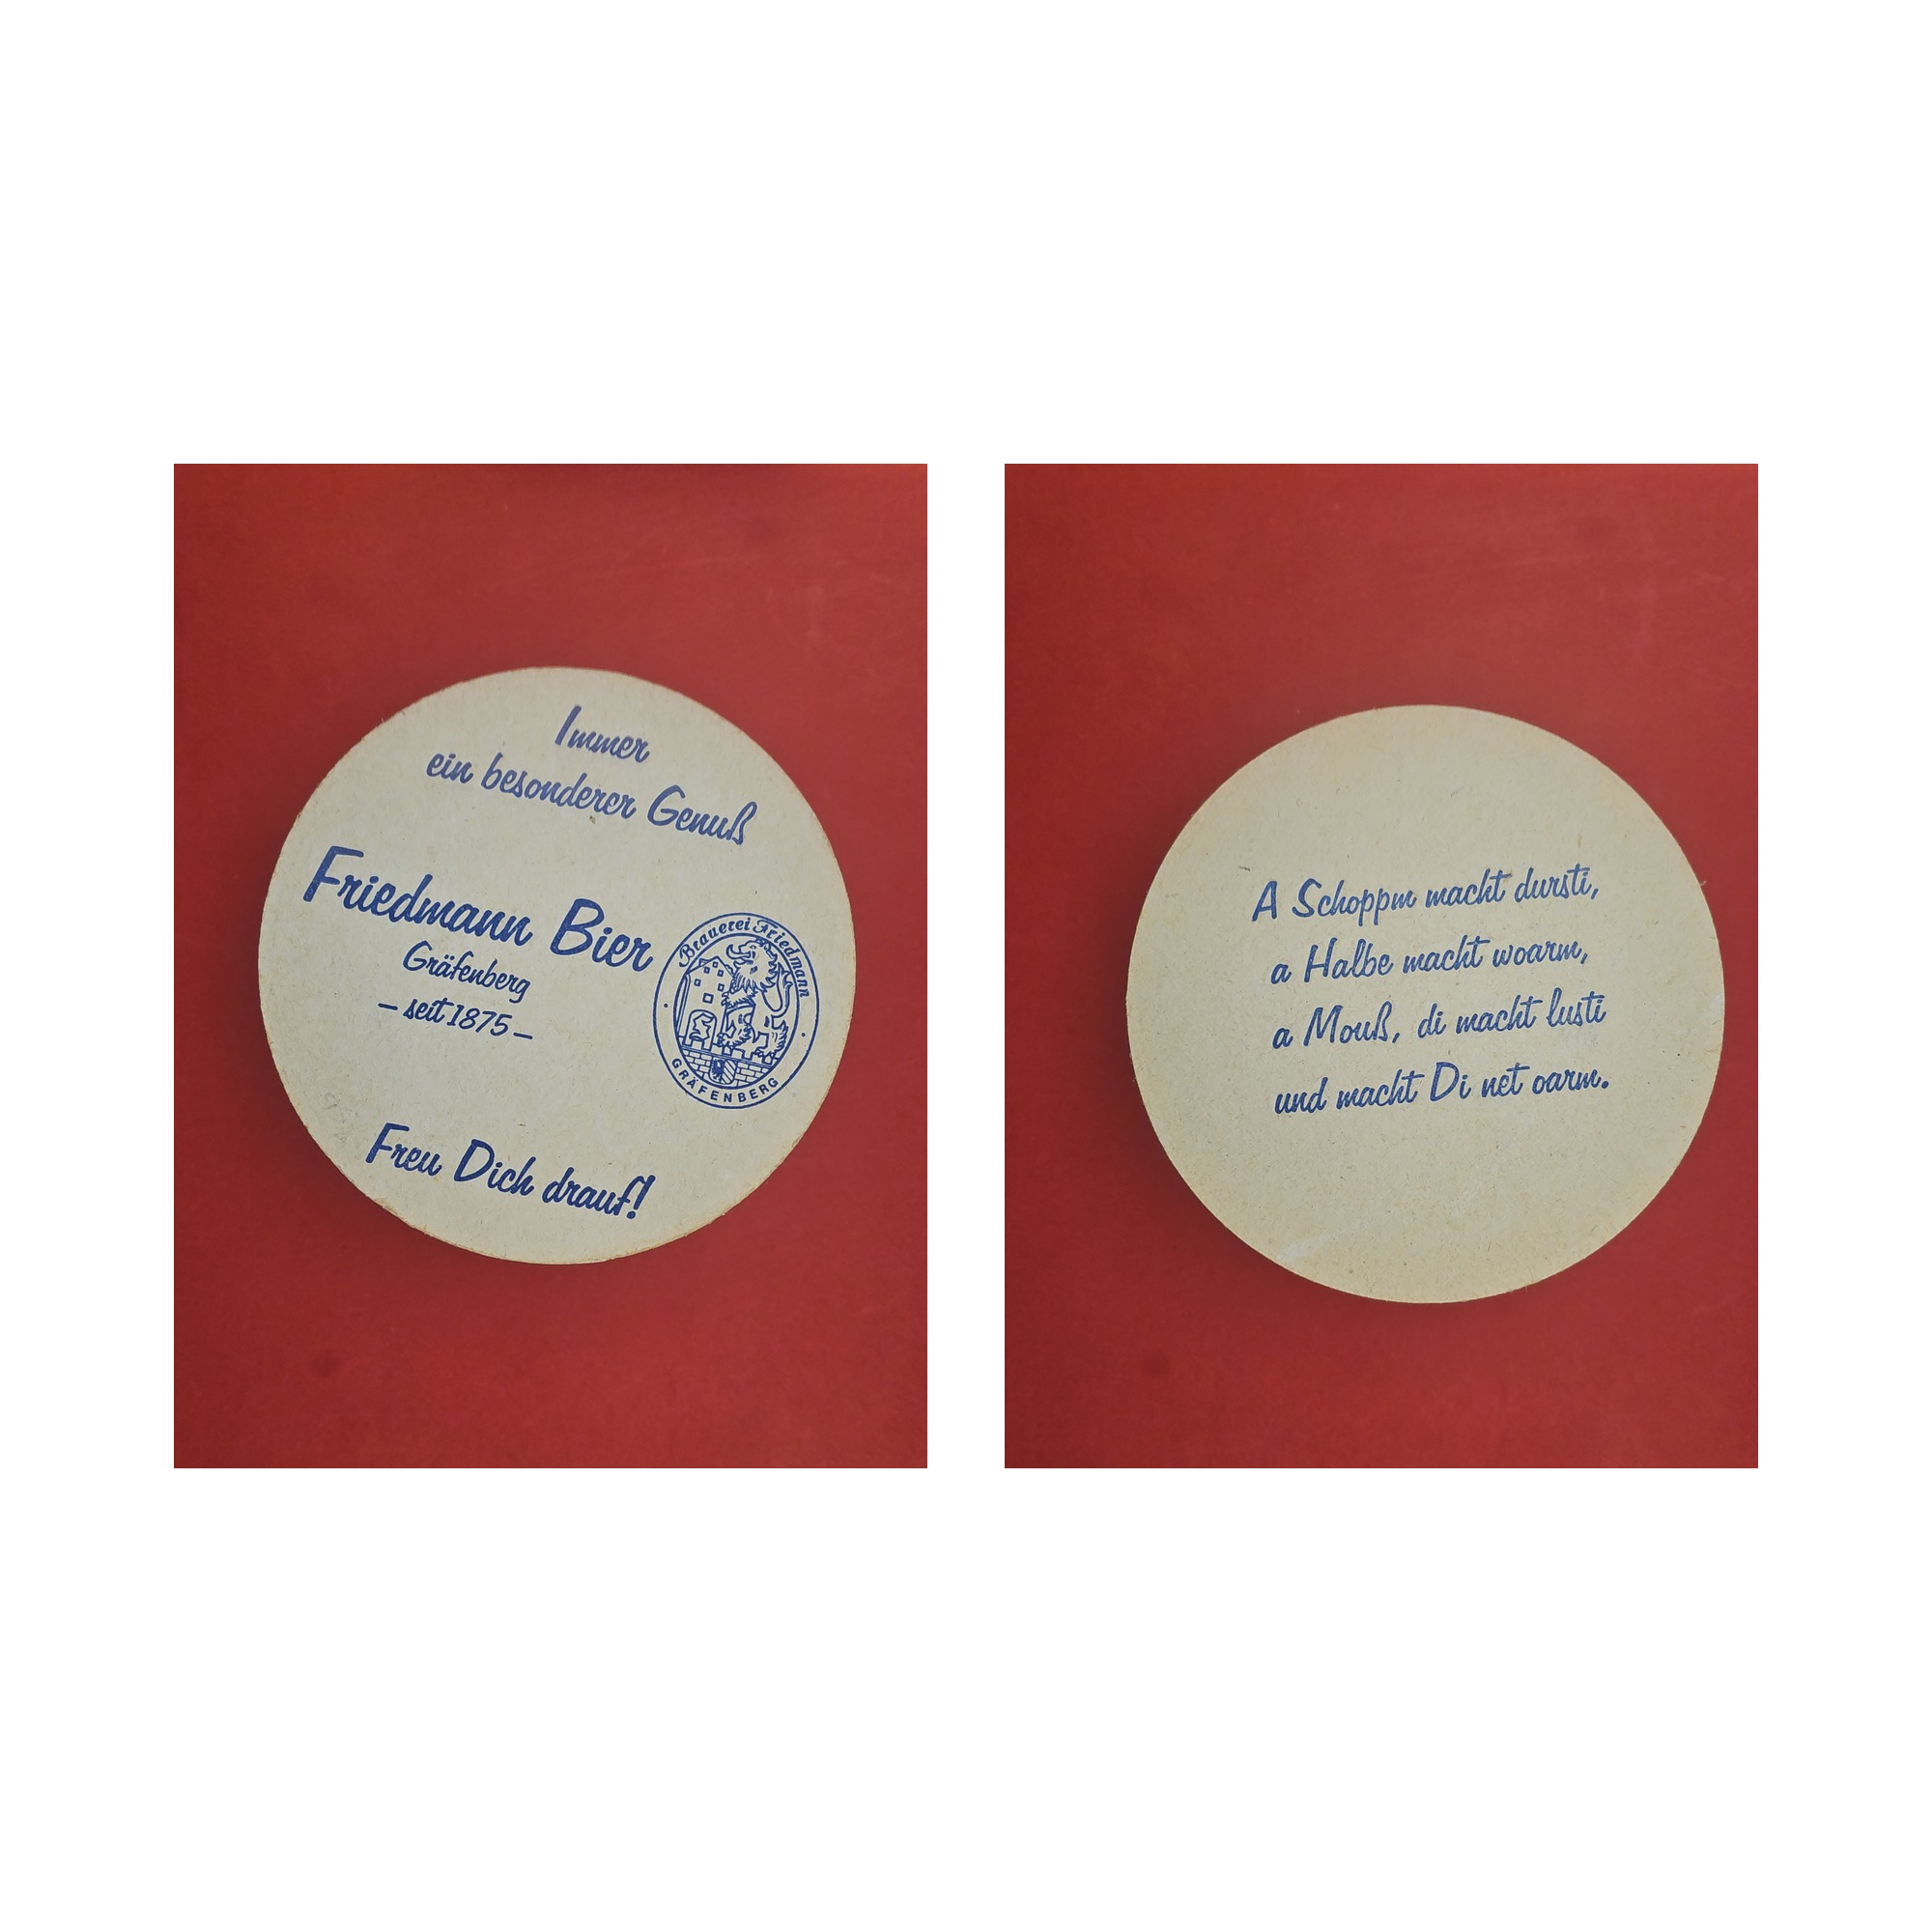 Immer
ein besonderer Genuß
Friedmann Bier
Gräfenberg
– seit 1875 –
Brauerei Friedmann
GRÄFENBERG
Freu Dich drauf!
A Schoppm macht dursti,
a Halbe macht woarm,
a Mouß, di macht lusti
und macht Di net oarm.